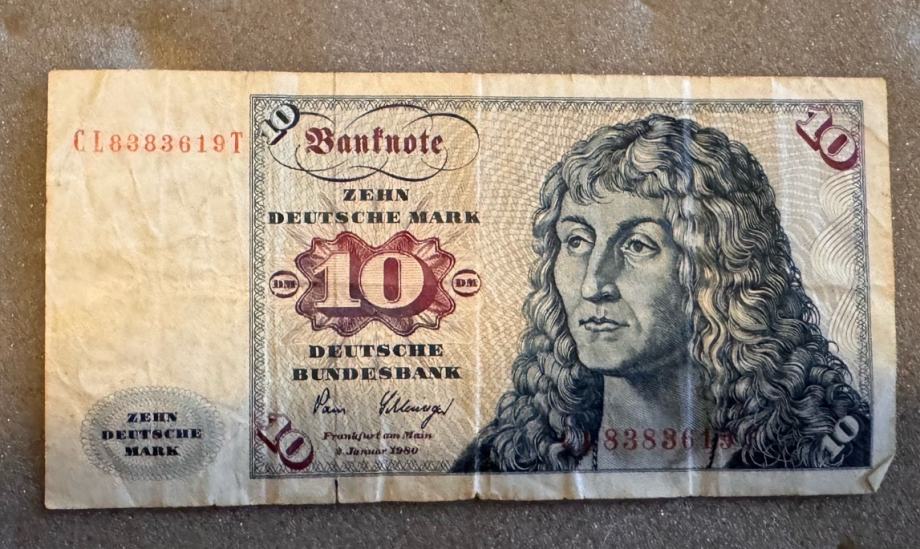 10
Banknote
10
CL8383619T
ZEHN
DEUTSCHE MARK
DM 10 DM
DEUTSCHE
BUNDESBANK
ZEHN
DEUTSCHE
MARK
10
Frankfurt am Main
2. Januar 1980
8383619
10